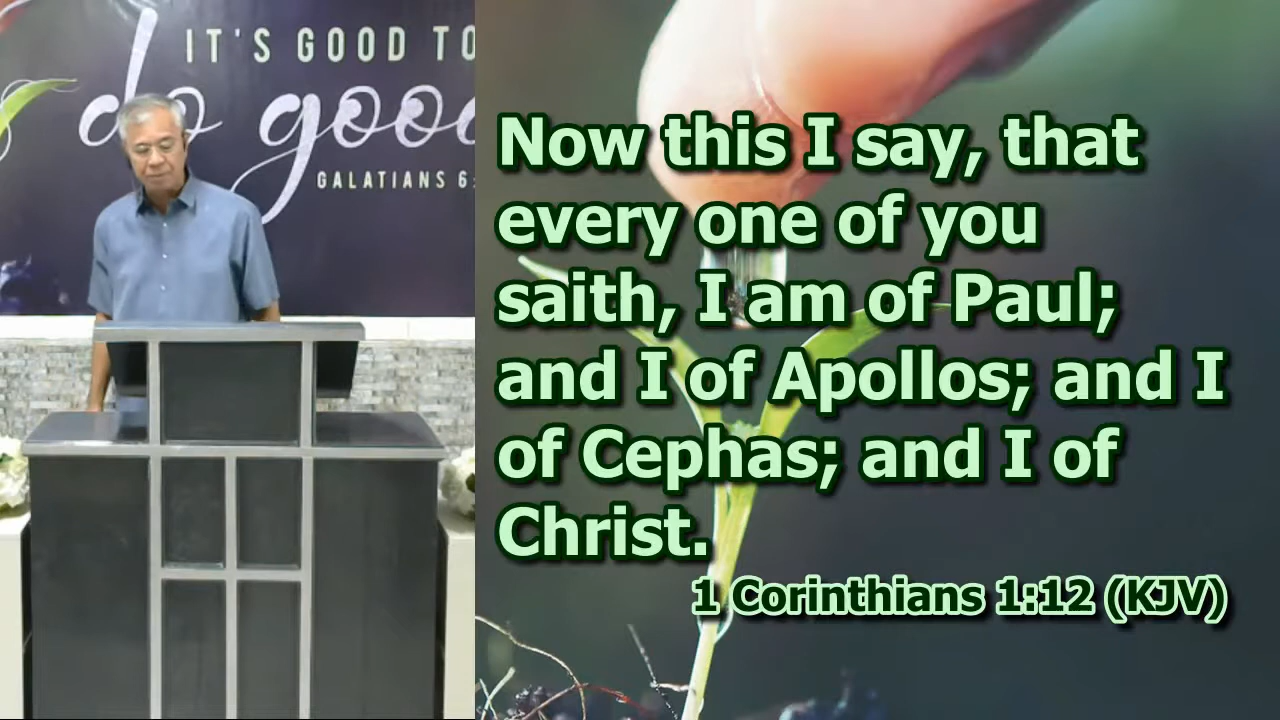 IT'S GOOD TO
do good
GALATIANS 6:
Now this I say, that
every one of you
saith, I am of Paul;
and I of Apollos; and I
of Cephas; and I of
Christ.
1 Corinthians 1:12 (KJV)